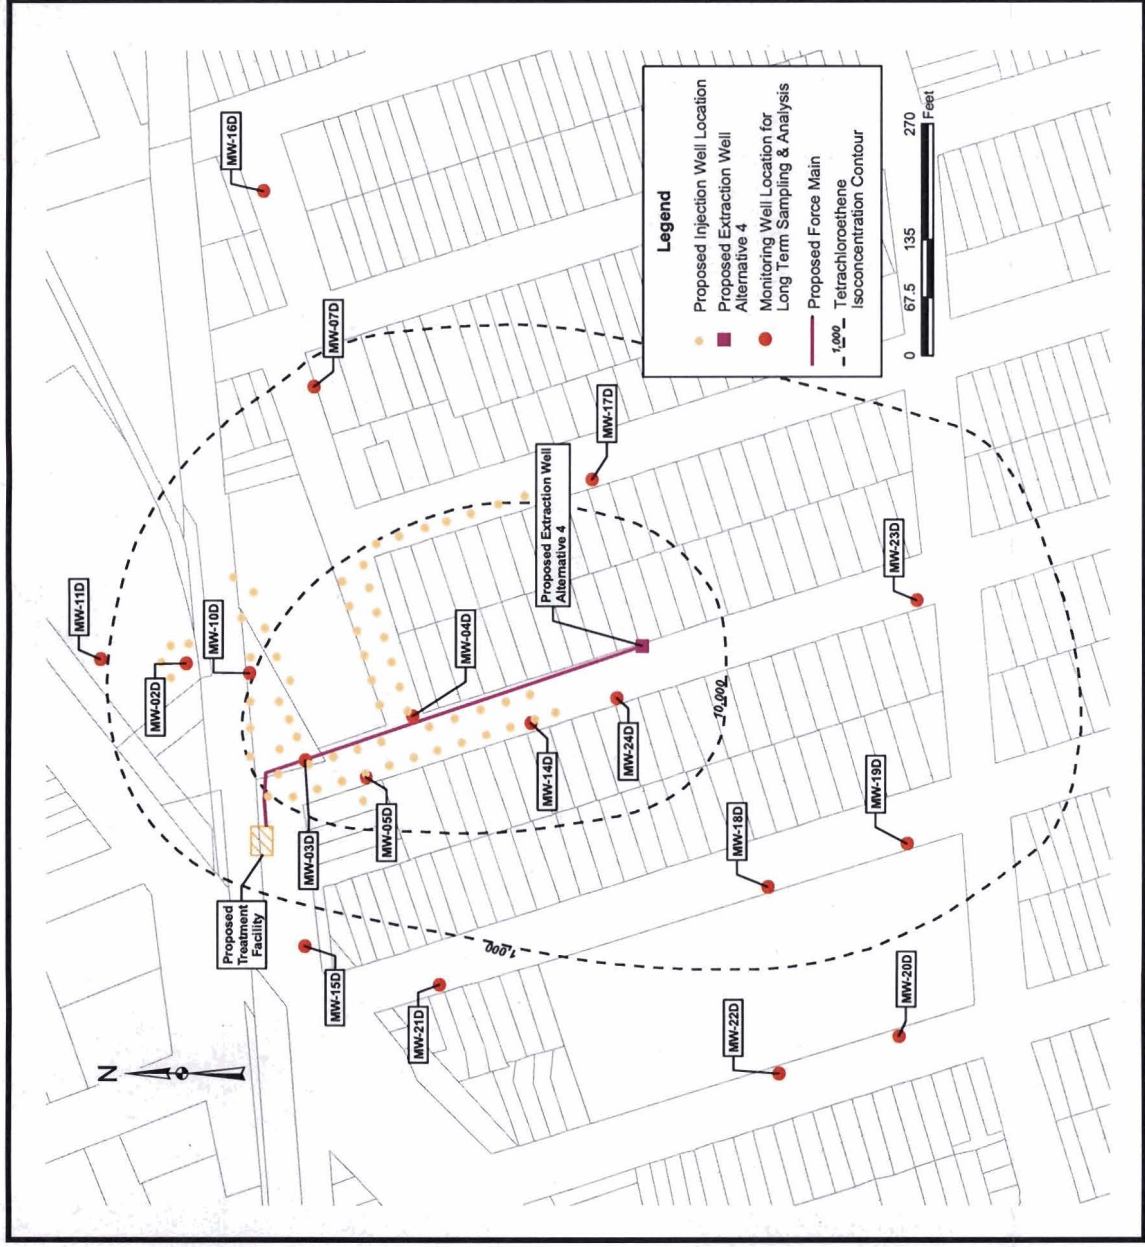 N
MW-11D
MW-02D
MW-10D
MW-16D
MW-07D
MW-04D
MW-17D
Proposed Extraction Well
Alternative 4
Proposed
Treatment
Facility
MW-03D
MW-05D
MW-14D
MW-24D
MW-15D
MW-21D
MW-18D
MW-19D
MW-23D
MW-22D
MW-20D
1,000
10,000
Legend
Proposed Injection Well Location
Proposed Extraction Well
Alternative 4
Monitoring Well Location for
Long Term Sampling & Analysis
Proposed Force Main
1,000
Tetrachloroethene
Isoconcentration Contour
0 67.5 135 270
Feet